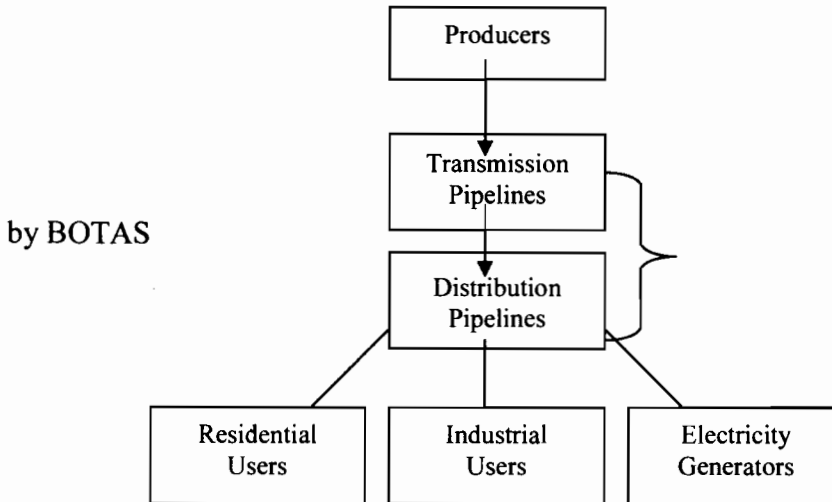 Producers
Transmission
Pipelines
by BOTAS
Distribution
Pipelines
Residential
Users
Industrial
Users
Electricity
Generators